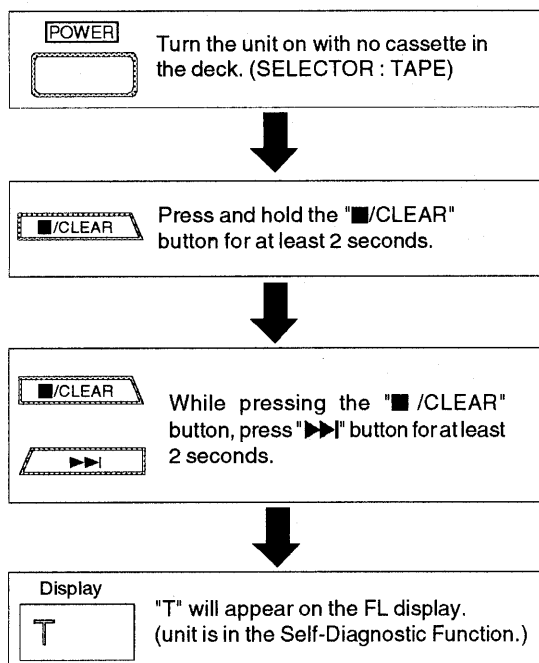 POWER
Turn the unit on with no cassette in
the deck. (SELECTOR : TAPE)
■/CLEAR
Press and hold the "■/CLEAR"
button for at least 2 seconds.
■/CLEAR
▶▶|
While pressing the "■ /CLEAR"
button, press "▶▶|" button for at least
2 seconds.
Display
T
"T" will appear on the FL display.
(unit is in the Self-Diagnostic Function.)